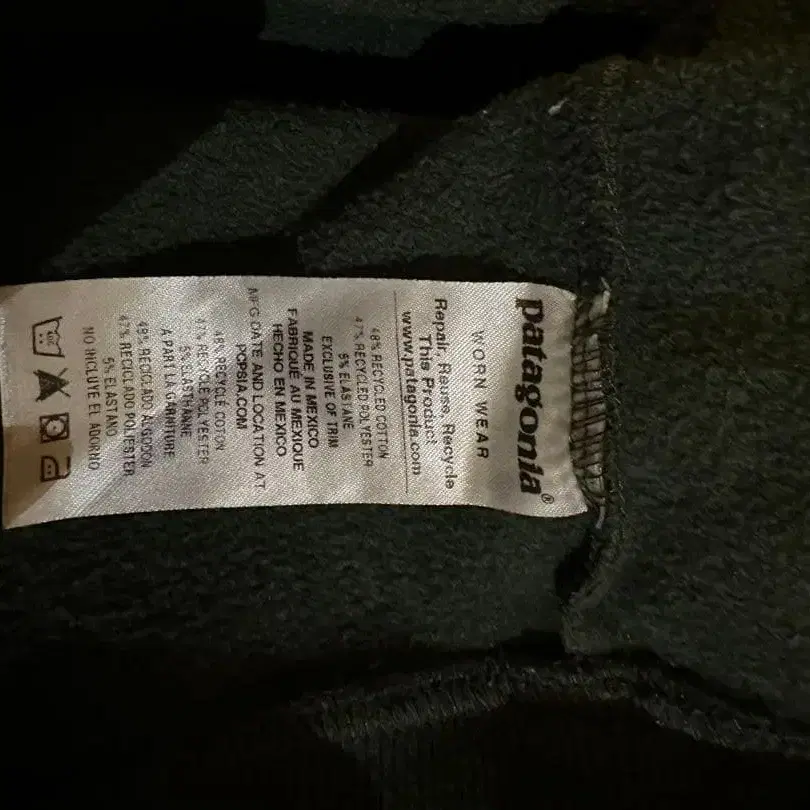 patagonia®
WORN WEAR
Repair, Reuse, Recycle
This Product
www.patagonia.com
48% RECYCLED COTTON
47% RECYCLED POLYESTER
5% ELASTANE
EXCLUSIVE OF TRIM
MADE IN MEXICO
FABRIQUÉ AU MEXIQUE
HECHO EN MEXICO
MFG DATE AND LOCATION AT
PCPSIA.COM
48% RECYCLE COTON
47% RECYCLE POLYESTER
5% ELASTHANNE
A PART LA GARNITURE
48% RECICLADO ALGODON
47% RECICLADO POLIESTER
5% ELASTANO
NO INCLUYE EL ADORNO